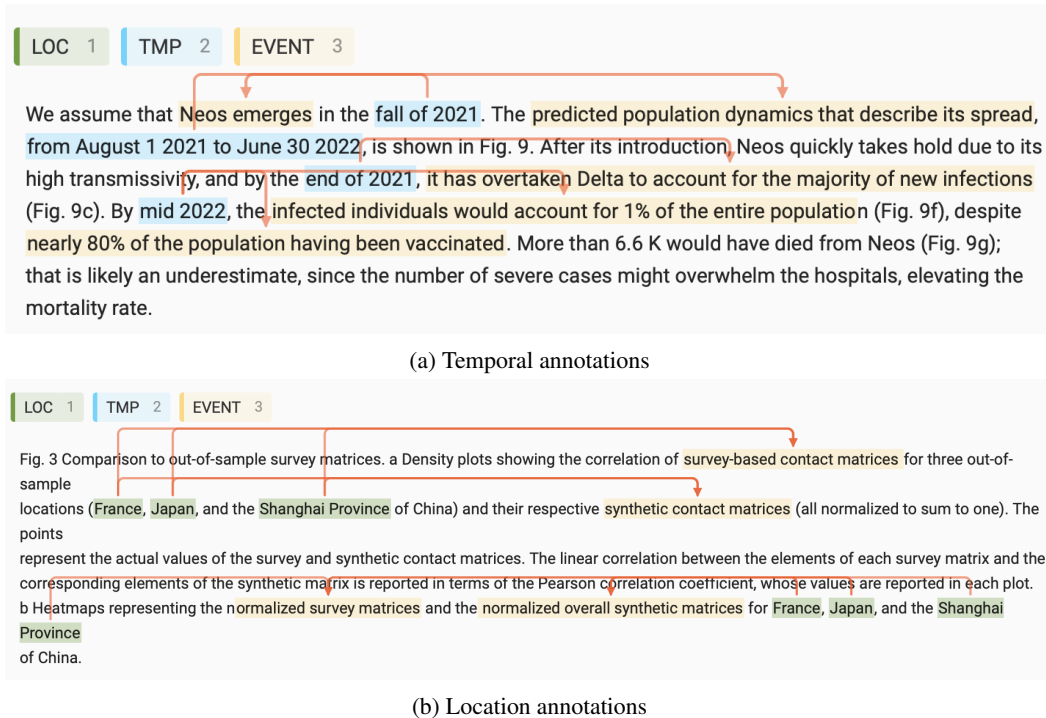 LOC 1 TMP 2 EVENT 3
We assume that Neos emerges in the fall of 2021. The predicted population dynamics that describe its spread,
from August 1 2021 to June 30 2022, is shown in Fig. 9. After its introduction, Neos quickly takes hold due to its
high transmissivity, and by the end of 2021, it has overtaken Delta to account for the majority of new infections
(Fig. 9c). By mid 2022, the infected individuals would account for 1% of the entire population (Fig. 9f), despite
nearly 80% of the population having been vaccinated. More than 6.6 K would have died from Neos (Fig. 9g);
that is likely an underestimate, since the number of severe cases might overwhelm the hospitals, elevating the
mortality rate.
(a) Temporal annotations
LOC 1 TMP 2 EVENT 3
Fig. 3 Comparison to out-of-sample survey matrices. a Density plots showing the correlation of survey-based contact matrices for three out-of-
sample
locations (France, Japan, and the Shanghai Province of China) and their respective synthetic contact matrices (all normalized to sum to one). The
points
represent the actual values of the survey and synthetic contact matrices. The linear correlation between the elements of each survey matrix and the
corresponding elements of the synthetic matrix is reported in terms of the Pearson correlation coefficient, whose values are reported in each plot.
b Heatmaps representing the normalized survey matrices and the normalized overall synthetic matrices for France, Japan, and the Shanghai
Province
of China.
(b) Location annotations